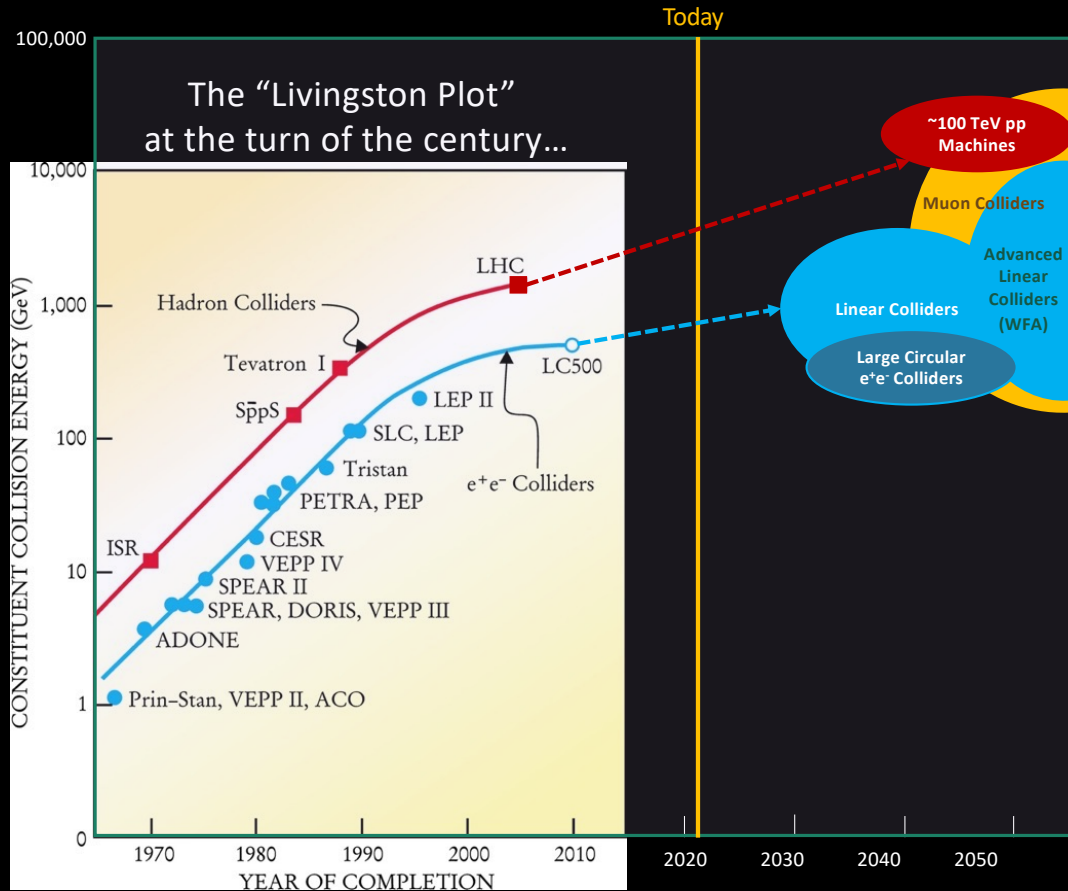 Today
100,000
The “Livingston Plot”
at the turn of the century…
~100 TeV pp
Machines
10,000
Muon Colliders
Advanced
Linear
Colliders
(WFA)
LHC
Hadron Colliders
1,000
Linear Colliders
LC500
Large Circular
e⁺e⁻ Colliders
Tevatron I
LEP II
Sp̄pS
100
SLC, LEP
Tristan
e⁺e⁻ Colliders
PETRA, PEP
CESR
ISR
VEPP IV
10
SPEAR II
SPEAR, DORIS, VEPP III
ADONE
Prin–Stan, VEPP II, ACO
1
0
CONSTITUENT COLLISION ENERGY (GeV)
1970 1980 1990 2000 2010 2020 2030 2040 2050
YEAR OF COMPLETION